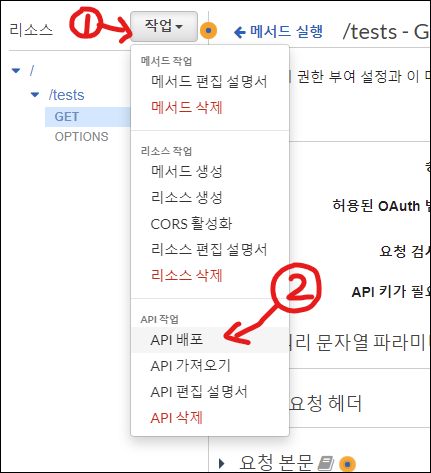 리소스
①
작업
메서드 실행
/tests - G
/
/tests
GET
OPTIONS
메서드 작업
메서드 편집 설명서
메서드 삭제
리소스 작업
메서드 생성
리소스 생성
CORS 활성화
리소스 편집 설명서
리소스 삭제
API 작업
②
API 배포
API 가져오기
API 편집 설명서
API 삭제
권한 부여 설정과 이 마
허용된 OAuth 범
요청 검사
API 키가 필요
리 문자열 파라미
요청 헤더
요청 본문